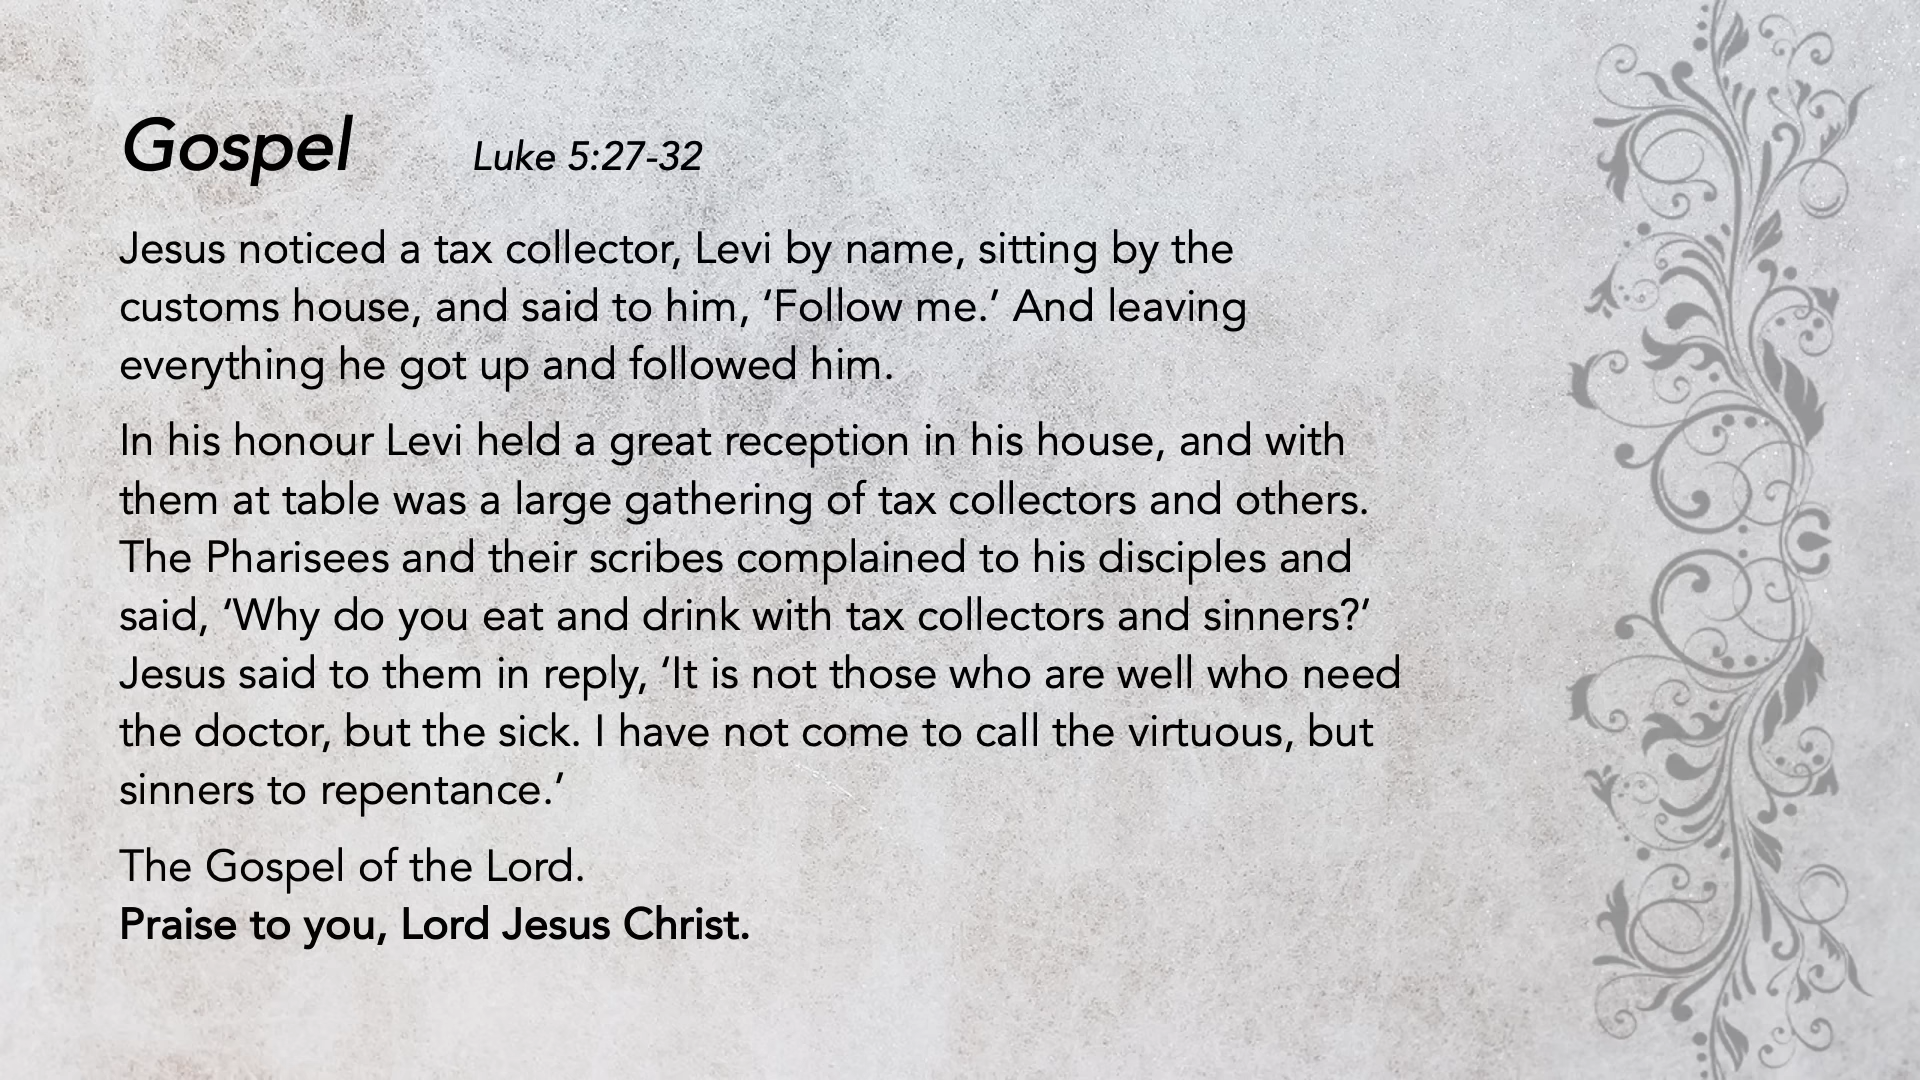 Gospel Luke 5:27-32
Jesus noticed a tax collector, Levi by name, sitting by the
customs house, and said to him, ‘Follow me.’ And leaving
everything he got up and followed him.
In his honour Levi held a great reception in his house, and with
them at table was a large gathering of tax collectors and others.
The Pharisees and their scribes complained to his disciples and
said, ‘Why do you eat and drink with tax collectors and sinners?’
Jesus said to them in reply, ‘It is not those who are well who need
the doctor, but the sick. I have not come to call the virtuous, but
sinners to repentance.’
The Gospel of the Lord.
Praise to you, Lord Jesus Christ.